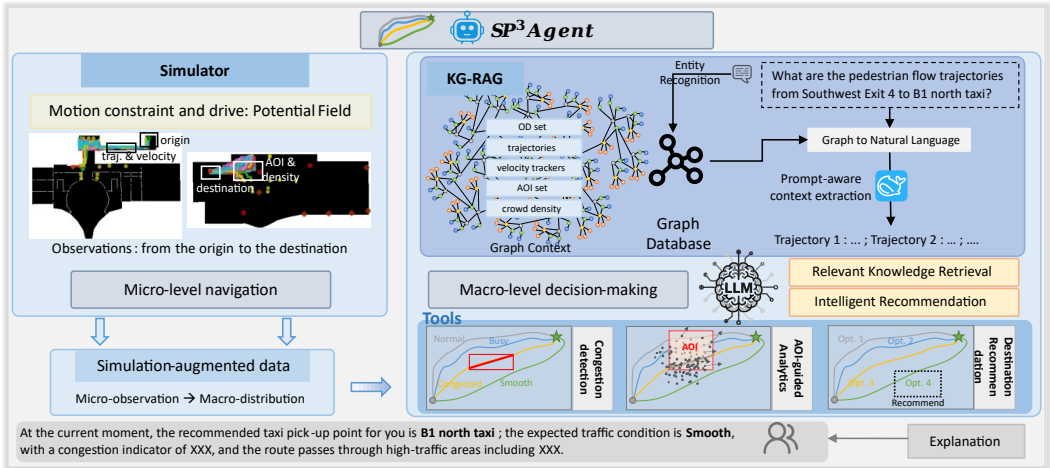 SP³Agent
Simulator
Motion constraint and drive: Potential Field
origin
traj. & velocity
AOI &
density
destination
Observations : from the origin to the destination
Micro-level navigation
Simulation-augmented data
Micro-observation → Macro-distribution
KG-RAG
OD set
trajectories
velocity trackers
AOI set
crowd density
Graph Context
Entity
Recognition
Graph
Database
What are the pedestrian flow trajectories
from Southwest Exit 4 to B1 north taxi?
Graph to Natural Language
Prompt-aware
context extraction
Trajectory 1 : ... ; Trajectory 2 : ... ; ....
Macro-level decision-making
LLM
Relevant Knowledge Retrieval
Intelligent Recommendation
Tools
Normal
Busy
Congested
Smooth
Congestion
detection
AOI
AOI-guided
Analytics
Opt. 1
Opt. 2
Opt. 3
Opt. 4
Recommend
Destination
Recommen
dation
At the current moment, the recommended taxi pick-up point for you is B1 north taxi ; the expected traffic condition is Smooth,
with a congestion indicator of XXX, and the route passes through high-traffic areas including XXX.
Explanation